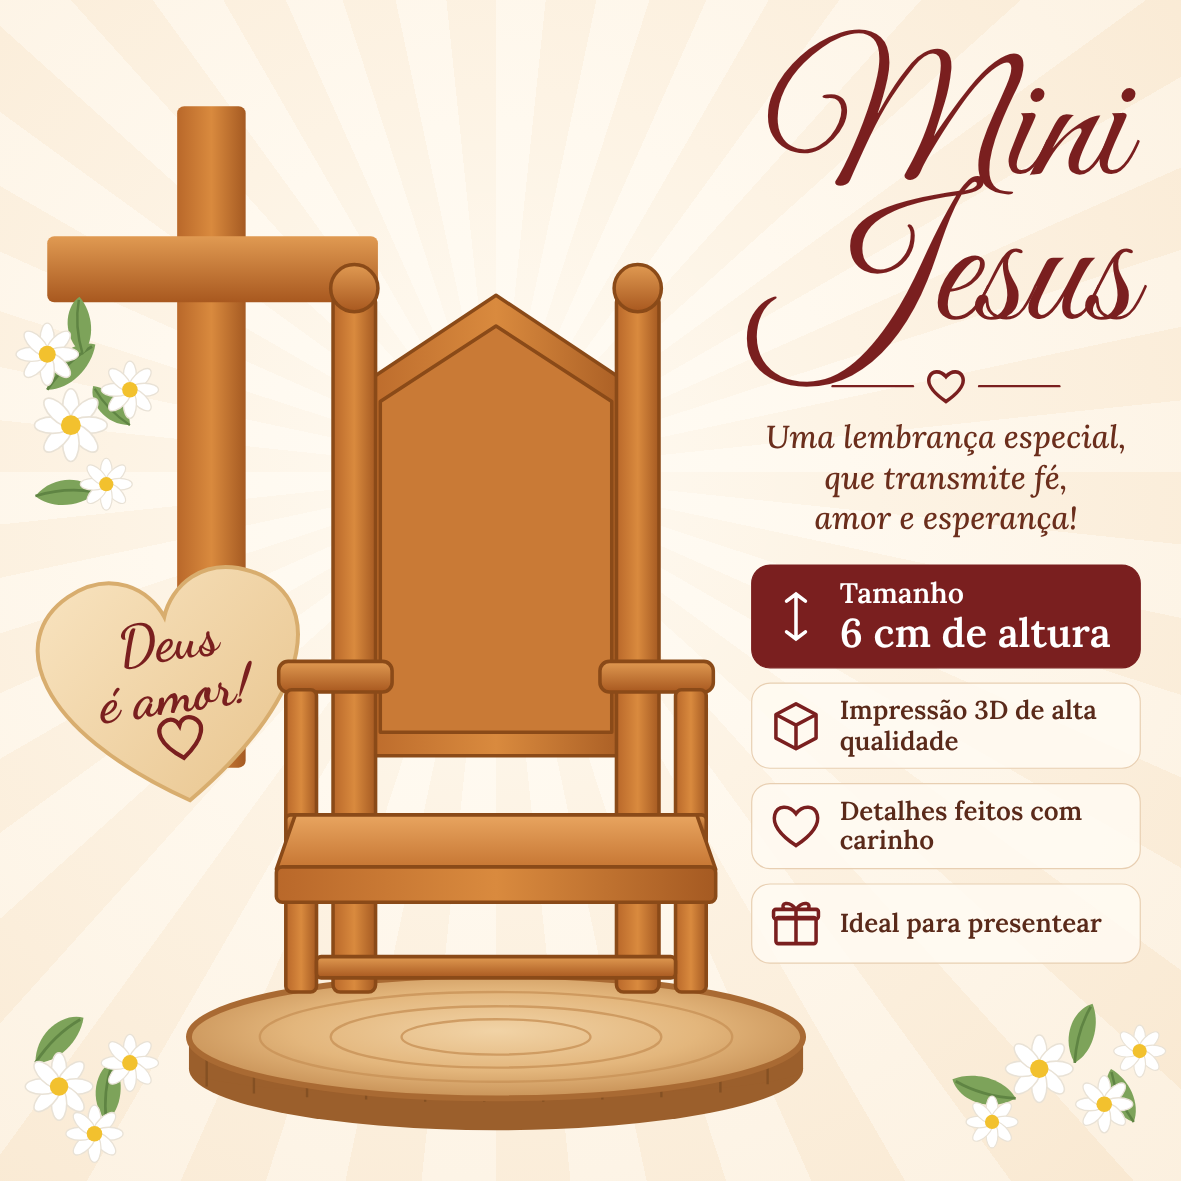 Mini
Jesus
Uma lembrança especial,
que transmite fé,
amor e esperança!
Tamanho
6 cm de altura
Impressão 3D de alta
qualidade
Detalhes feitos com
carinho
Ideal para presentear
Deus
é amor!